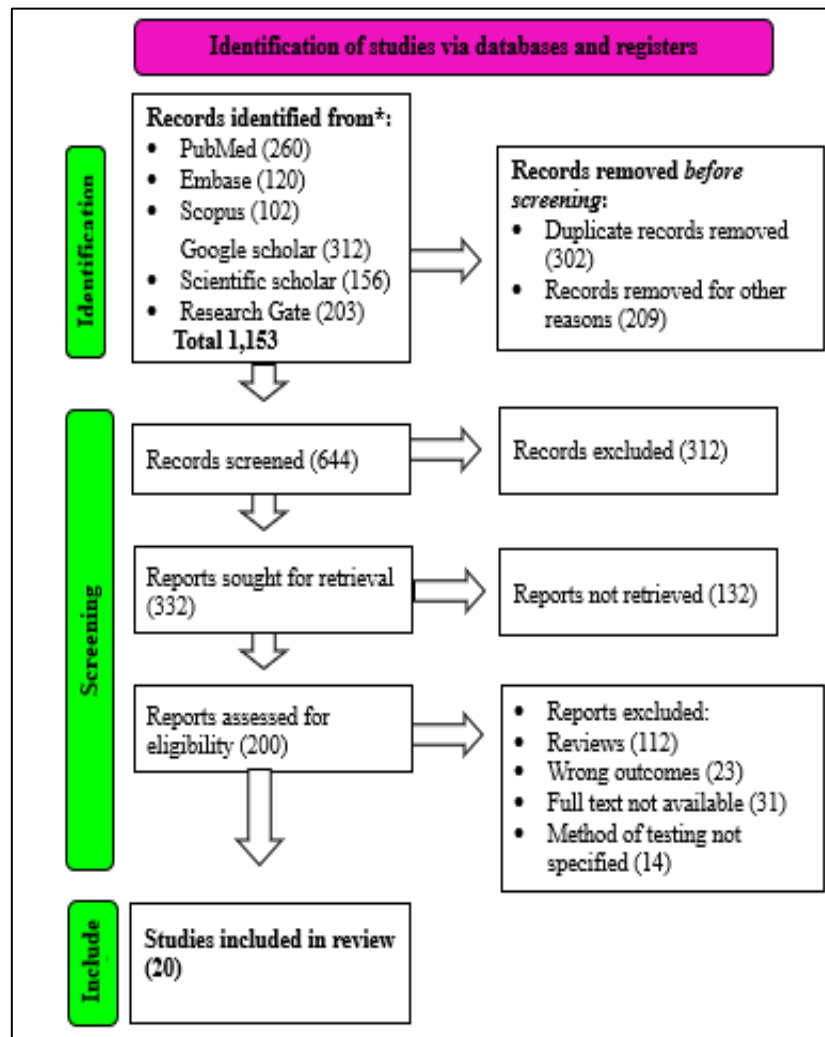 Identification of studies via databases and registers
Identification
Records identified from*:
• PubMed (260)
• Embase (120)
• Scopus (102)
Google scholar (312)
• Scientific scholar (156)
• Research Gate (203)
Total 1,153
Records removed before
screening:
• Duplicate records removed
(302)
• Records removed for other
reasons (209)
Screening
Records screened (644)
Records excluded (312)
Reports sought for retrieval
(332)
Reports not retrieved (132)
Reports assessed for
eligibility (200)
• Reports excluded:
• Reviews (112)
• Wrong outcomes (23)
• Full text not available (31)
• Method of testing not
specified (14)
Include
Studies included in review
(20)